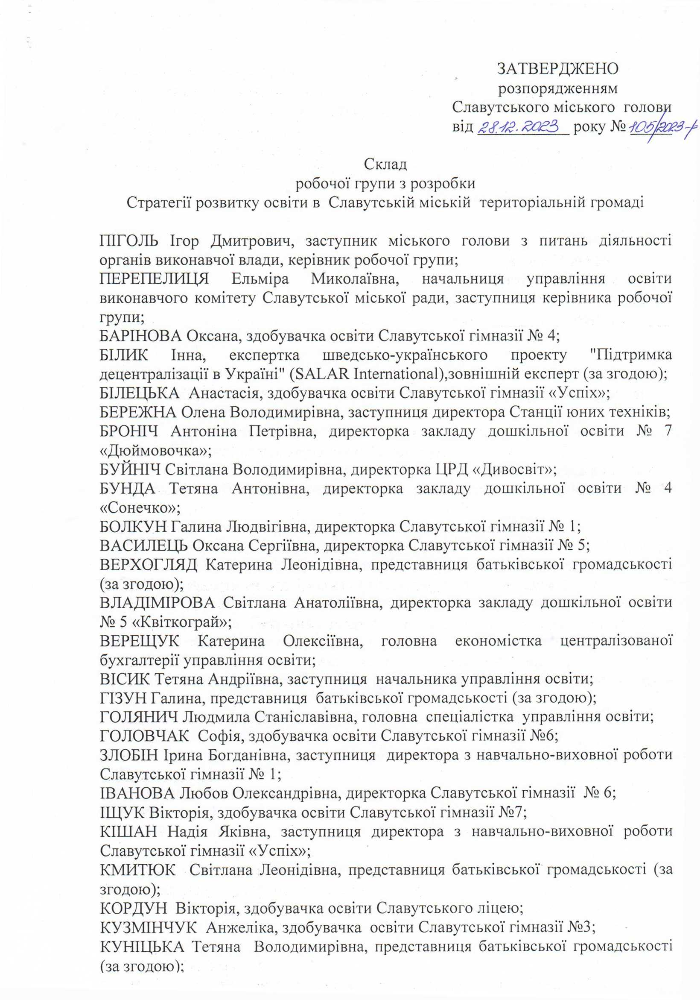 ЗАТВЕРДЖЕНО
розпорядженням
Славутського міського голови
від 28.12.2023 року № 105/2023-р
Склад
робочої групи з розробки
Стратегії розвитку освіти в Славутській міській територіальній громаді
ПІГОЛЬ Ігор Дмитрович, заступник міського голови з питань діяльності
органів виконавчої влади, керівник робочої групи;
ПЕРЕПЕЛИЦЯ Ельміра Миколаївна, начальниця управління освіти
виконавчого комітету Славутської міської ради, заступниця керівника робочої
групи;
БАРІНОВА Оксана, здобувачка освіти Славутської гімназії № 4;
БІЛИК Інна, експертка шведсько-українського проекту "Підтримка
децентралізації в Україні" (SALAR International),зовнішній експерт (за згодою);
БІЛЕЦЬКА Анастасія, здобувачка освіти Славутської гімназії «Успіх»;
БЕРЕЖНА Олена Володимирівна, заступниця директора Станції юних техніків;
БРОНІЧ Антоніна Петрівна, директорка закладу дошкільної освіти № 7
«Дюймовочка»;
БУЙНІЧ Світлана Володимирівна, директорка ЦРД «Дивосвіт»;
БУНДА Тетяна Антонівна, директорка закладу дошкільної освіти № 4
«Сонечко»;
БОЛКУН Галина Людвігівна, директорка Славутської гімназії № 1;
ВАСИЛЕЦЬ Оксана Сергіївна, директорка Славутської гімназії № 5;
ВЕРХОГЛЯД Катерина Леонідівна, представниця батьківської громадськості
(за згодою);
ВЛАДІМІРОВА Світлана Анатоліївна, директорка закладу дошкільної освіти
№ 5 «Квіткограй»;
ВЕРЕЩУК Катерина Олексіївна, головна економістка централізованої
бухгалтерії управління освіти;
ВІСИК Тетяна Андріївна, заступниця начальника управління освіти;
ГІЗУН Галина, представниця батьківської громадськості (за згодою);
ГОЛЯНИЧ Людмила Станіславівна, головна спеціалістка управління освіти;
ГОЛОВЧАК Софія, здобувачка освіти Славутської гімназії №6;
ЗЛОБІН Ірина Богданівна, заступниця директора з навчально-виховної роботи
Славутської гімназії № 1;
ІВАНОВА Любов Олександрівна, директорка Славутської гімназії № 6;
ІЩУК Вікторія, здобувачка освіти Славутської гімназії №7;
КІШАН Надія Яківна, заступниця директора з навчально-виховної роботи
Славутської гімназії «Успіх»;
КМИТЮК Світлана Леонідівна, представниця батьківської громадськості (за
згодою);
КОРДУН Вікторія, здобувачка освіти Славутського ліцею;
КУЗМІНЧУК Анжеліка, здобувачка освіти Славутської гімназії №3;
КУНІЦЬКА Тетяна Володимирівна, представниця батьківської громадськості
(за згодою);